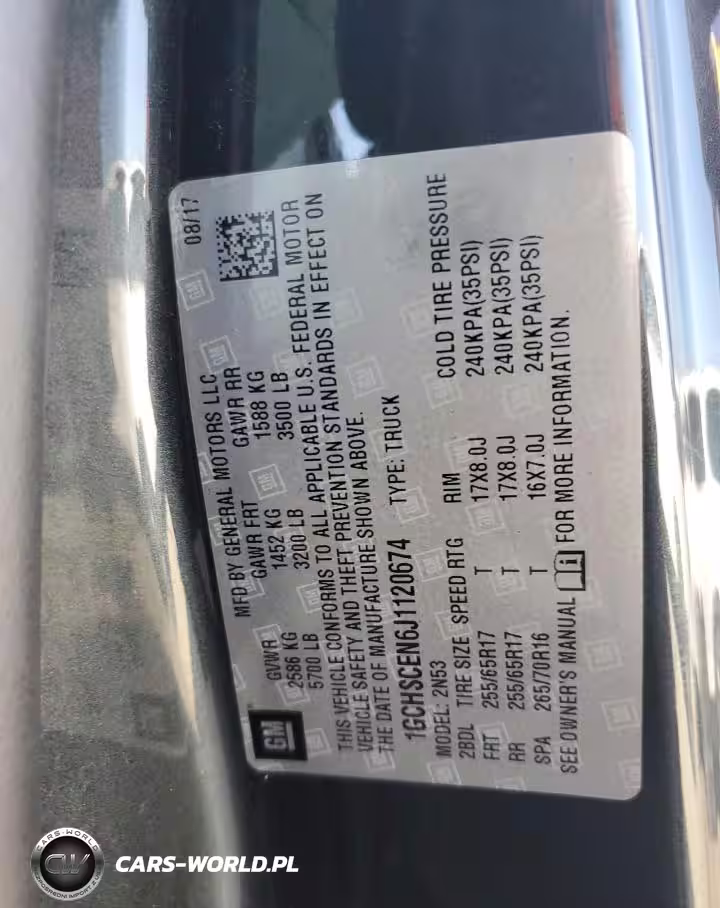 MFD BY GENERAL MOTORS LLC 08/17
GM
GVWR GAWR FRT GAWR RR
2586 KG 1452 KG 1588 KG
5700 LB 3200 LB 3500 LB
THIS VEHICLE CONFORMS TO ALL APPLICABLE U.S. FEDERAL MOTOR
VEHICLE SAFETY AND THEFT PREVENTION STANDARDS IN EFFECT ON
THE DATE OF MANUFACTURE SHOWN ABOVE.
1GCHSCEN6J1120674 TYPE: TRUCK
MODEL: 2N53
2BDL TIRE SIZE SPEED RTG RIM COLD TIRE PRESSURE
FRT 255/65R17 T 17X8.0J 240KPA(35PSI)
RR 255/65R17 T 17X8.0J 240KPA(35PSI)
SPA 265/70R16 T 16X7.0J 240KPA(35PSI)
SEE OWNER'S MANUAL FOR MORE INFORMATION.
CARS-WORLD
CW
CARS-WORLD.PL